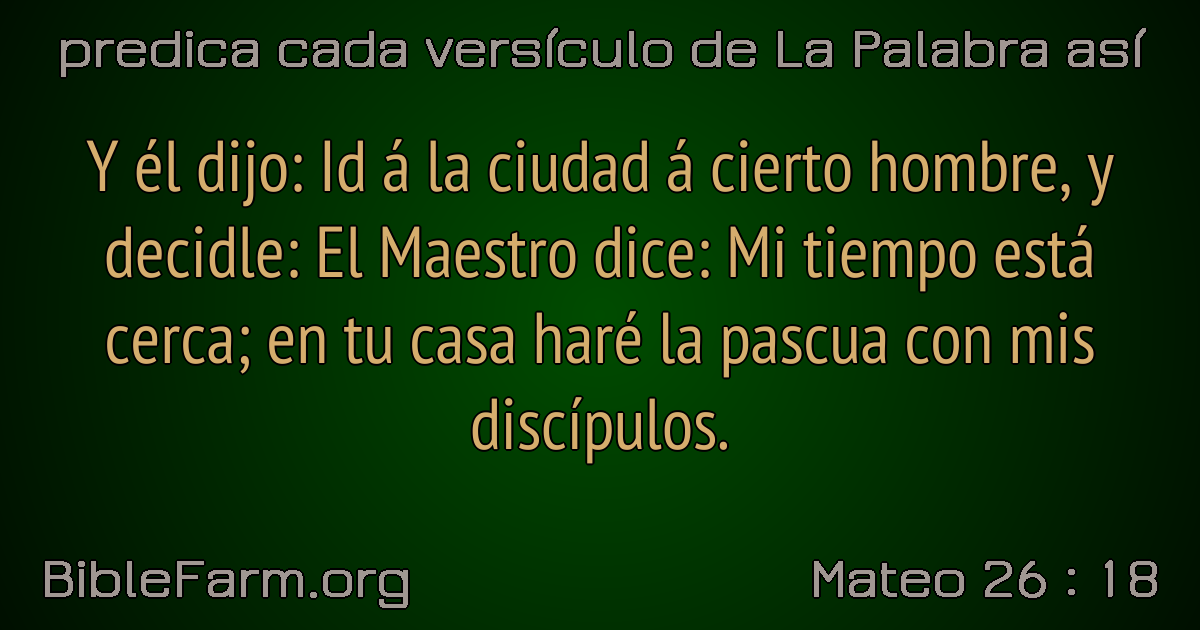 predica cada versículo de La Palabra así
Y él dijo: Id á la ciudad á cierto hombre, y
decidle: El Maestro dice: Mi tiempo está
cerca; en tu casa haré la pascua con mis
discípulos.
BibleFarm.org
Mateo 26 : 18